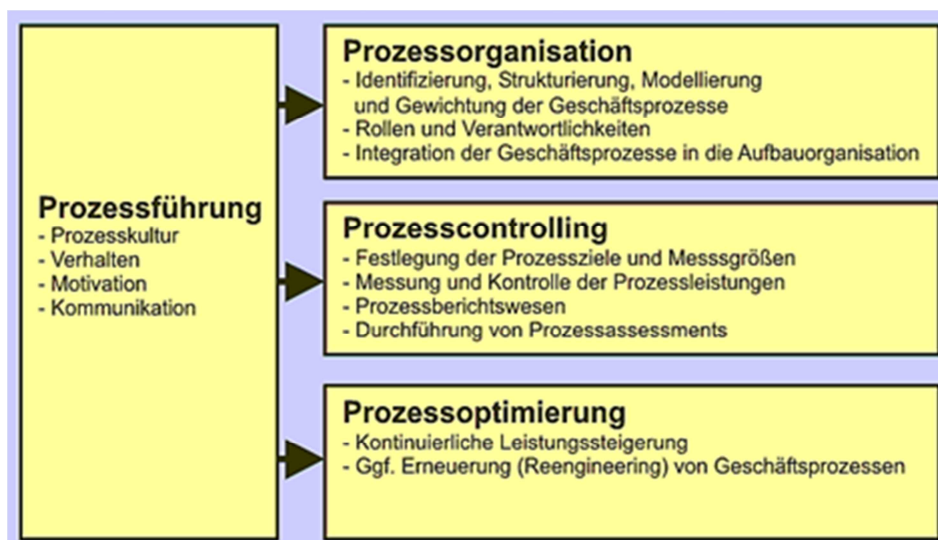 Prozessführung
- Prozesskultur
- Verhalten
- Motivation
- Kommunikation
Prozessorganisation
- Identifizierung, Strukturierung, Modellierung
und Gewichtung der Geschäftsprozesse
- Rollen und Verantwortlichkeiten
- Integration der Geschäftsprozesse in die Aufbauorganisation
Prozesscontrolling
- Festlegung der Prozessziele und Messsgrößen
- Messung und Kontrolle der Prozessleistungen
- Prozessberichtswesen
- Durchführung von Prozessassessments
Prozessoptimierung
- Kontinuierliche Leistungssteigerung
- Ggf. Erneuerung (Reengineering) von Geschäftsprozessen